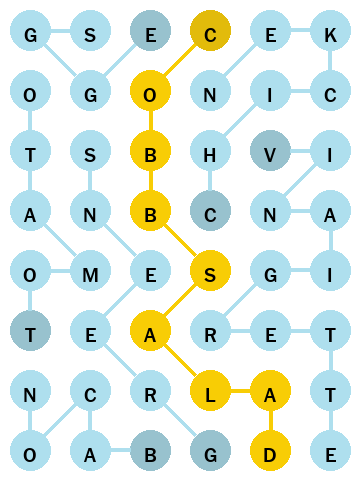 G S E C E K
O G O N I C
T S B H V I
A N B C N A
O M E S G I
T E A R E T
N C R L A T
O A B G D E